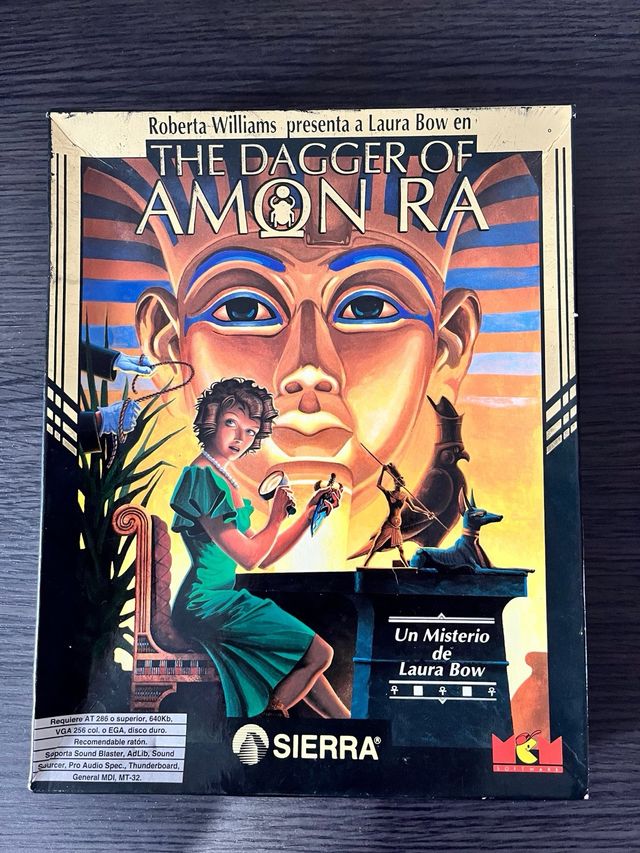 Roberta Williams presenta a Laura Bow en
THE DAGGER OF
AMON RA
Un Misterio
de
Laura Bow
Requiere AT 286 o superior, 640Kb,
VGA 256 col. o EGA, disco duro.
Recomendable ratón.
Soporta Sound Blaster, AdLib, Sound
Sourcer, Pro Audio Spec., Thunderboard,
General MDI, MT-32.
SIERRA®
MCM
SOFTWARE